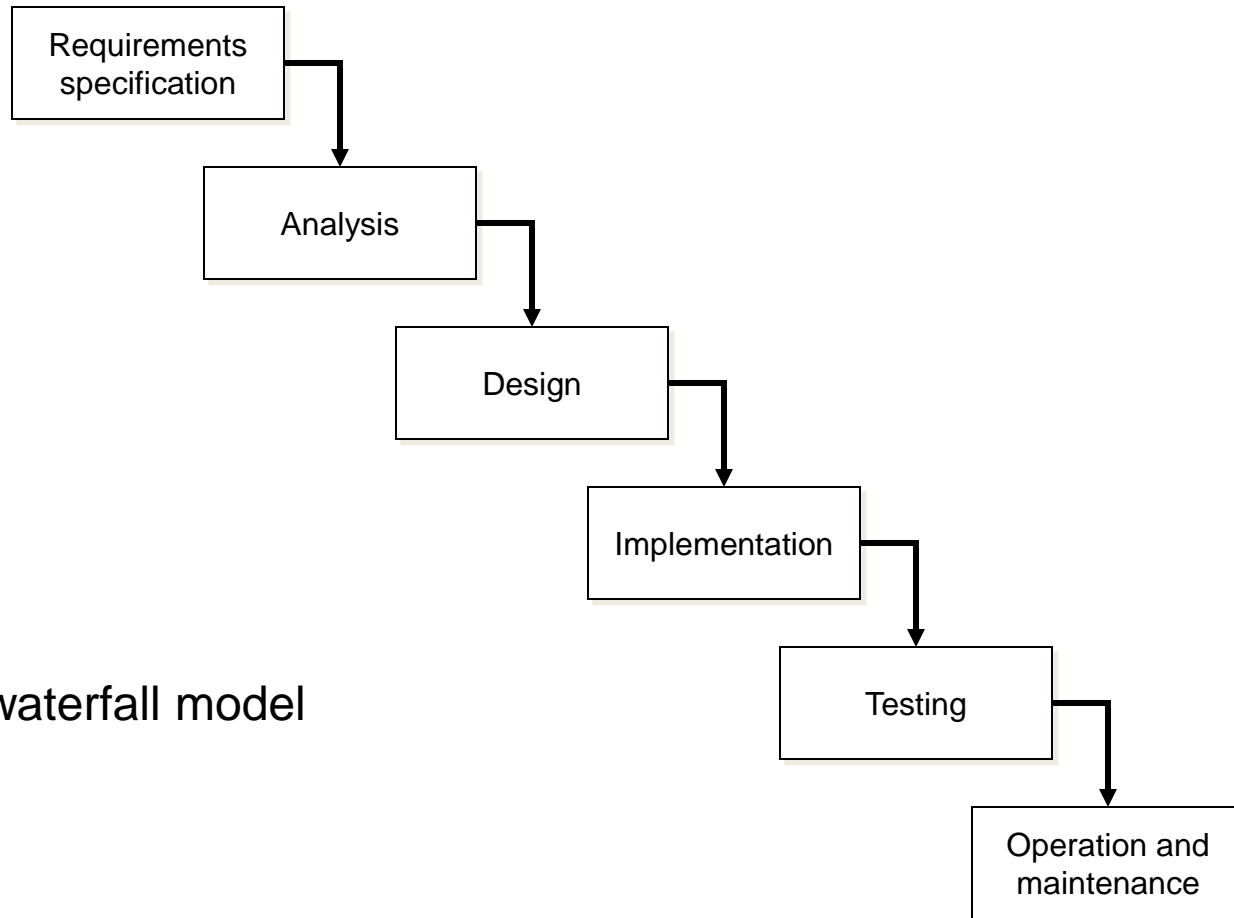 Requirements
specification
Analysis
Design
Implementation
waterfall model
Testing
Operation and
maintenance